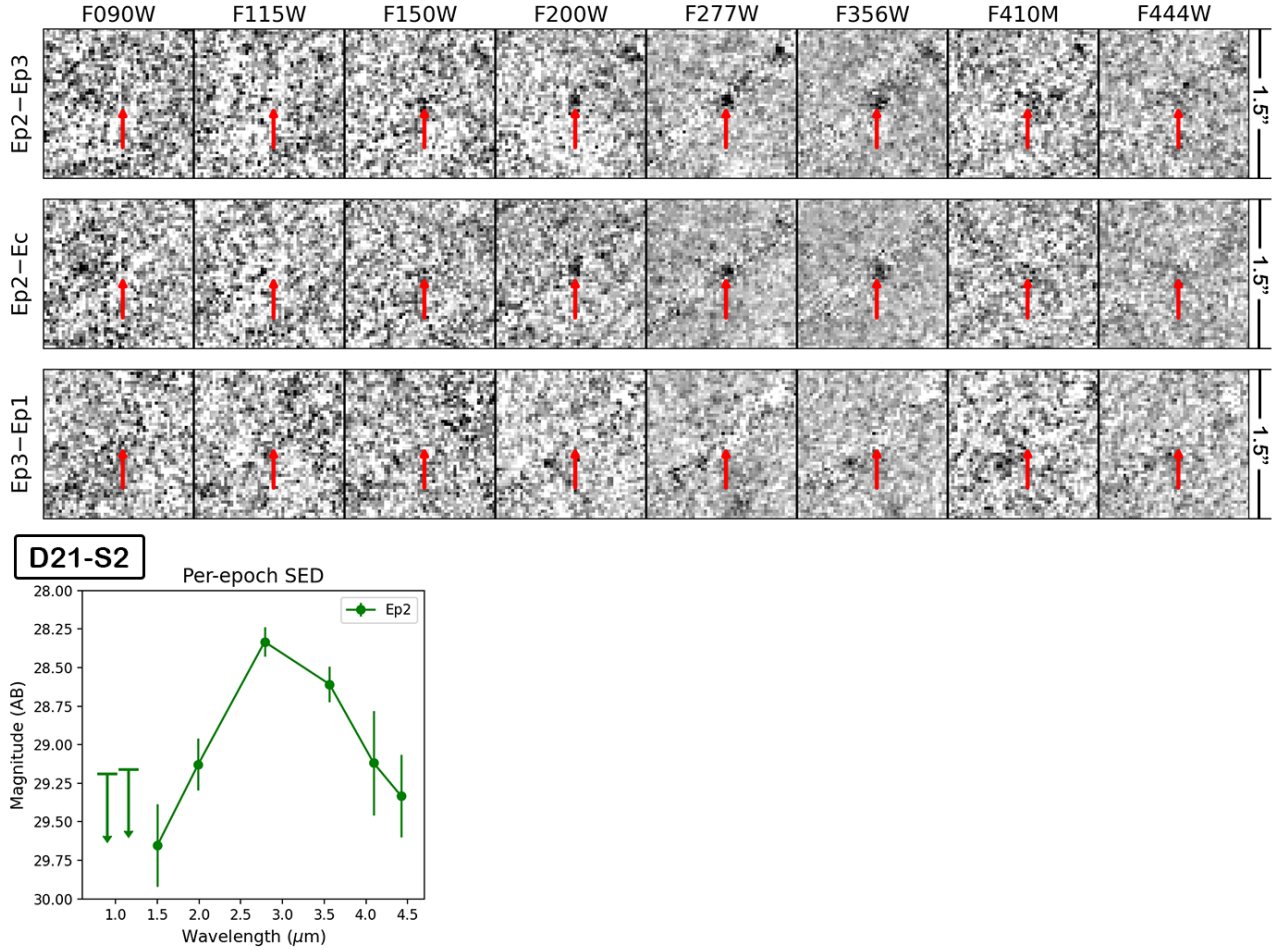 F090W F115W F150W F200W F277W F356W F410M F444W
Ep2−Ep3
1.5”
Ep2−Ec
1.5”
Ep3−Ep1
1.5”
D21-S2
Per-epoch SED
Ep2
Magnitude (AB)
28.00
28.25
28.50
28.75
29.00
29.25
29.50
29.75
30.00
1.0 1.5 2.0 2.5 3.0 3.5 4.0 4.5
Wavelength (μm)